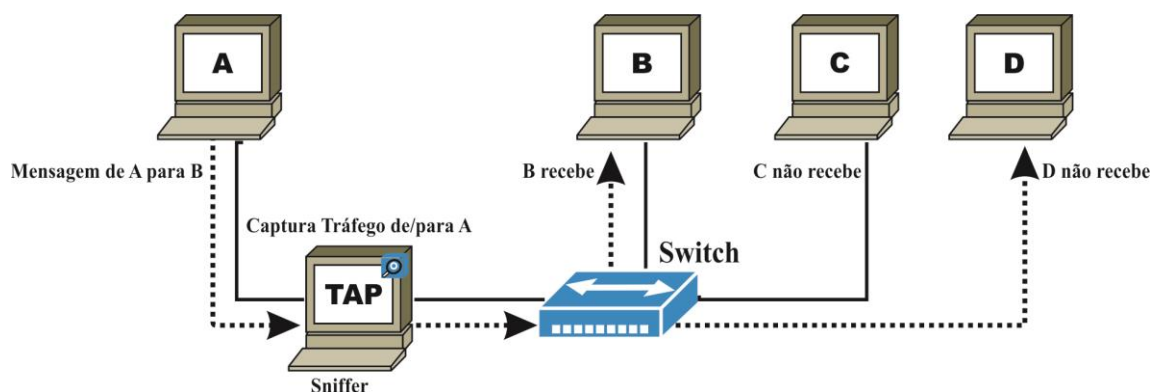 A
B
C
D
Mensagem de A para B
B recebe
C não recebe
D não recebe
Captura Tráfego de/para A
Switch
TAP
Sniffer